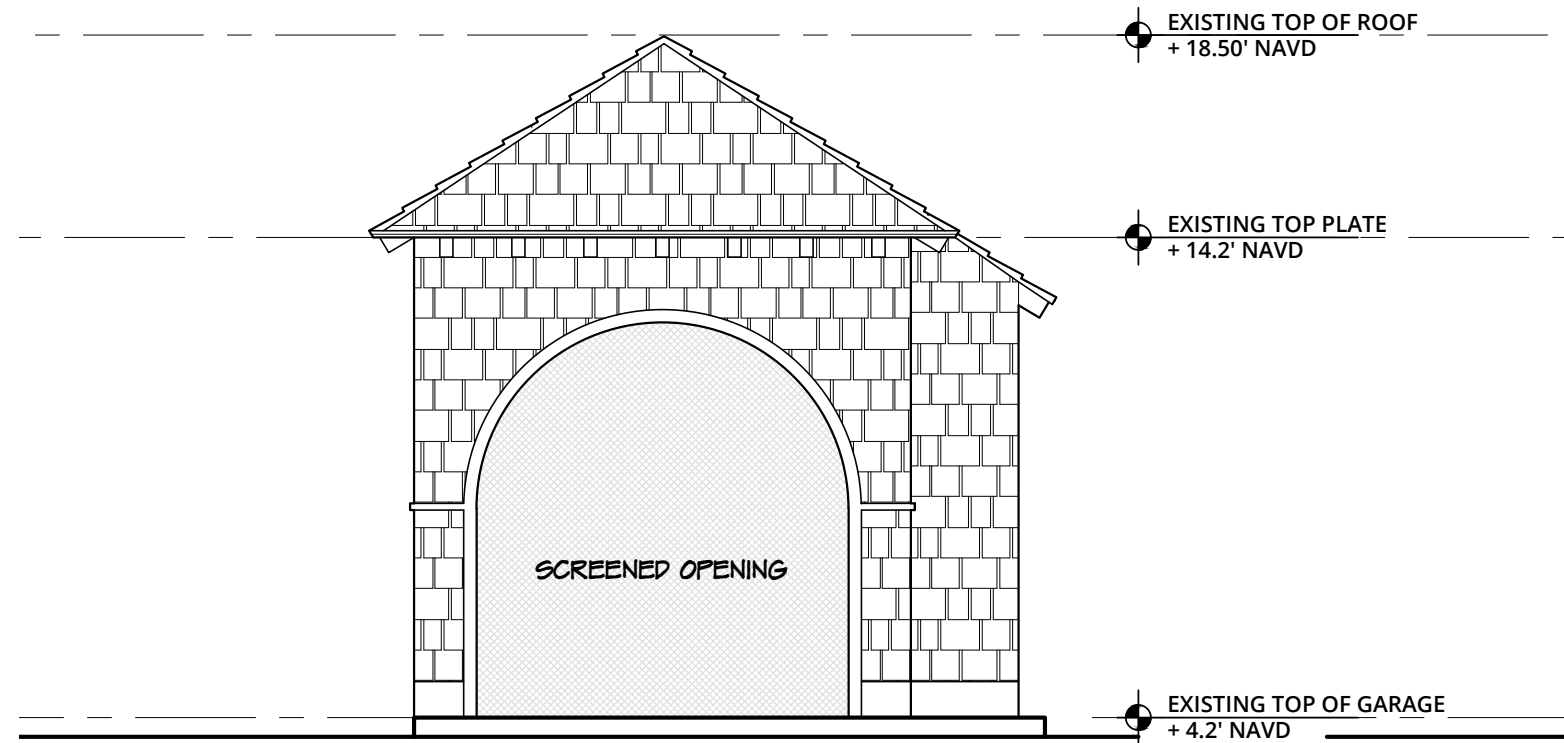 EXISTING TOP OF ROOF
+ 18.50' NAVD
EXISTING TOP PLATE
+ 14.2' NAVD
SCREENED OPENING
EXISTING TOP OF GARAGE
+ 4.2' NAVD